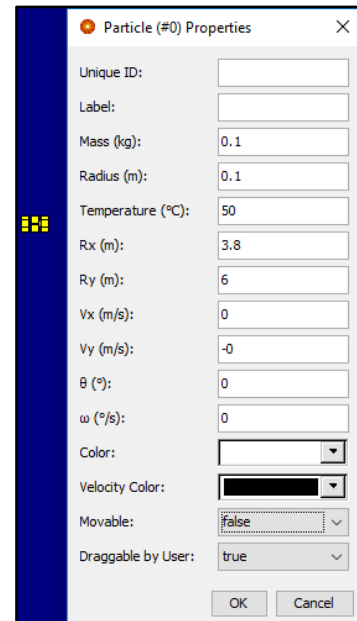 Particle (#0) Properties
Unique ID:
Label:
Mass (kg): 0.1
Radius (m): 0.1
Temperature (°C): 50
Rx (m): 3.8
Ry (m): 6
Vx (m/s): 0
Vy (m/s): -0
θ (°): 0
ω (°/s): 0
Color:
Velocity Color:
Movable: false
Draggable by User: true
OK Cancel